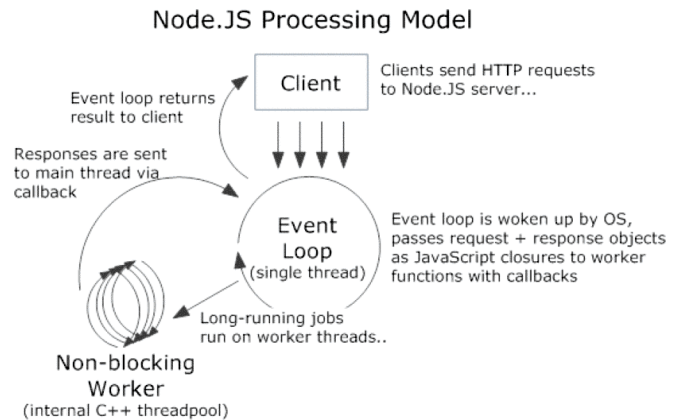 Node.JS Processing Model
Client
Clients send HTTP requests
to Node.JS server...
Event loop returns
result to client
Responses are sent
to main thread via
callback
Event
Loop
(single thread)
Event loop is woken up by OS,
passes request + response objects
as JavaScript closures to worker
functions with callbacks
Long-running jobs
run on worker threads..
Non-blocking
Worker
(internal C++ threadpool)